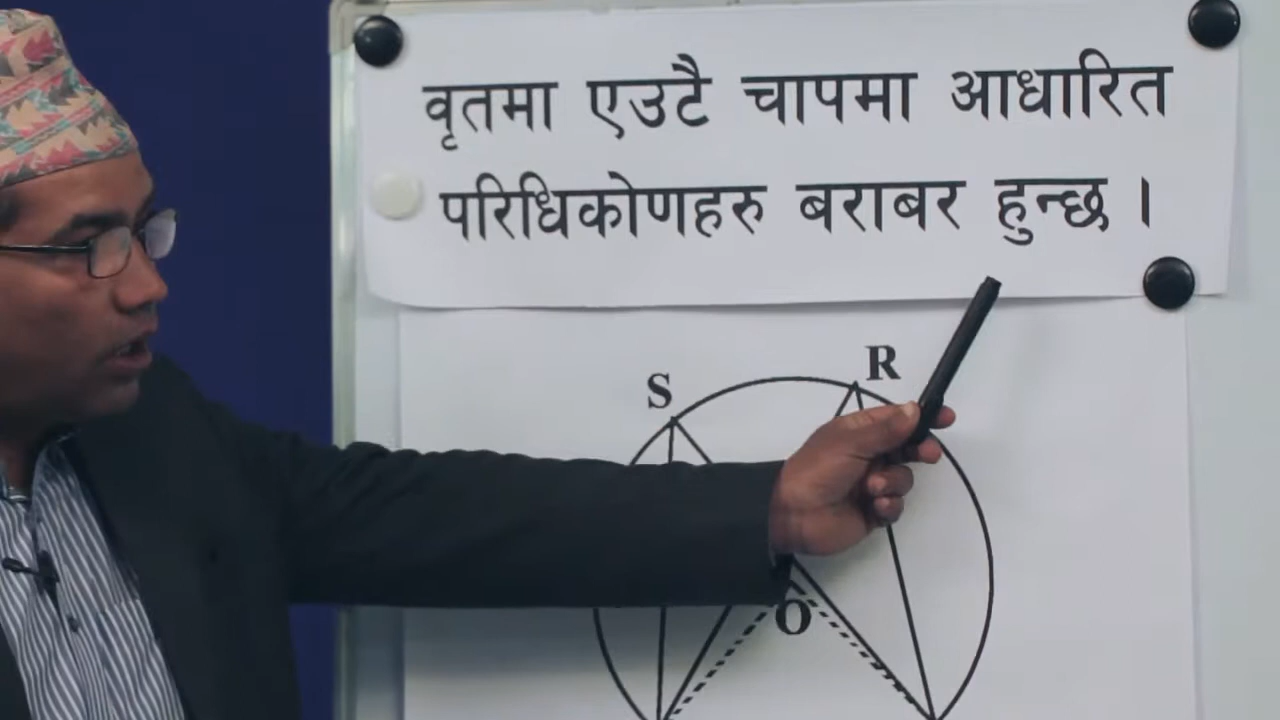 वृतमा एउटै चापमा आधारित
परिधिकोणहरु बराबर हुन्छ ।
S
R
O